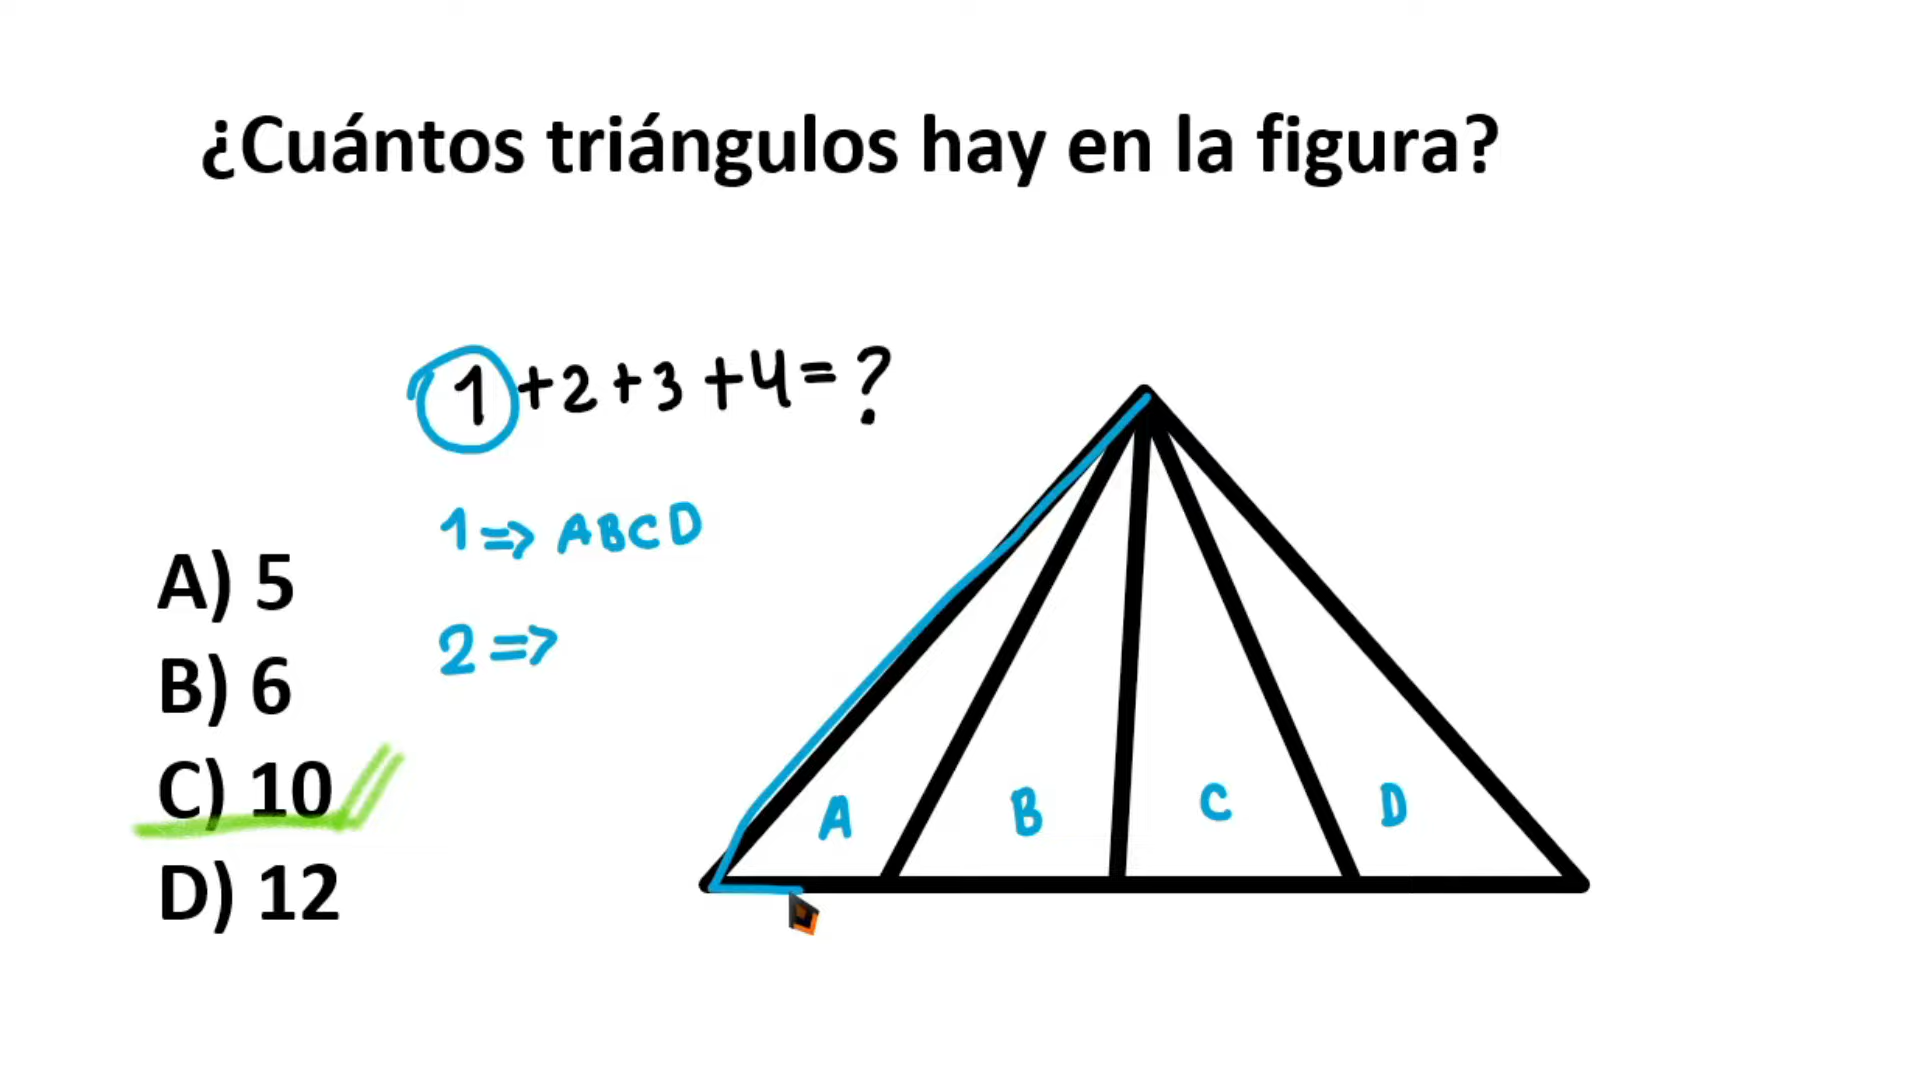 ¿Cuántos triángulos hay en la figura?
1+2+3+4=?
1=> ABCD
A) 5
2=>
B) 6
C) 10
D) 12
A B C D